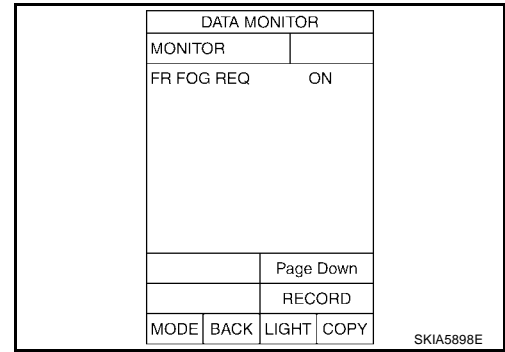 DATA MONITOR
MONITOR
FR FOG REQ ON
Page Down
RECORD
MODE BACK LIGHT COPY
SKIA5898E